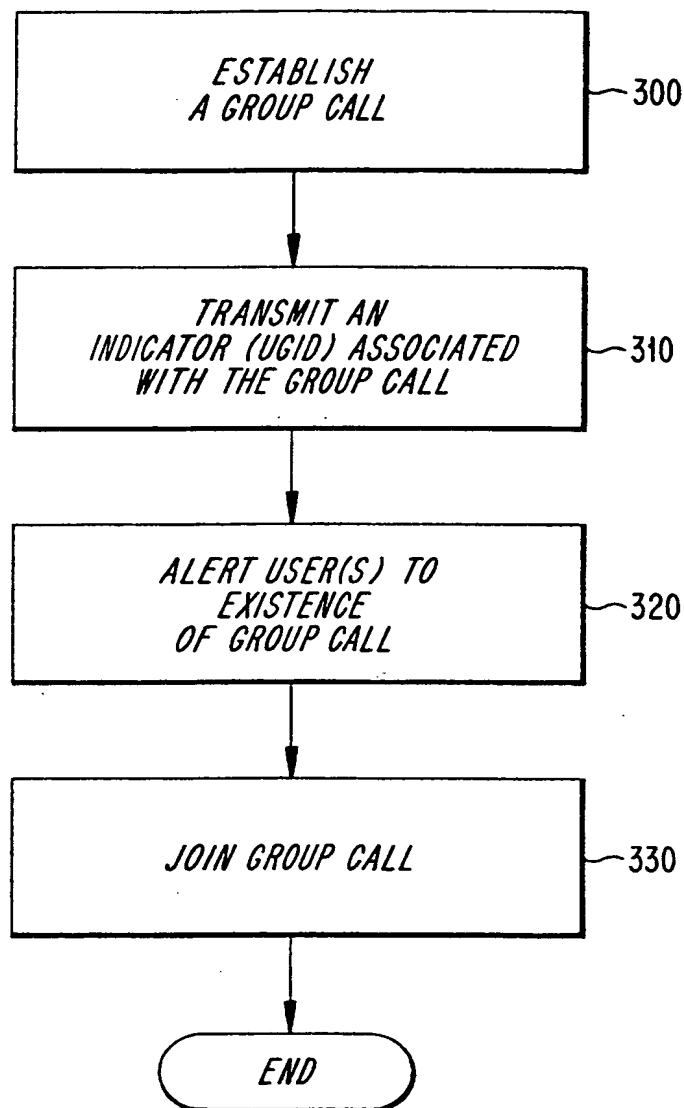 ESTABLISH
A GROUP CALL
300
TRANSMIT AN
INDICATOR (UGID) ASSOCIATED
WITH THE GROUP CALL
310
ALERT USER(S) TO
EXISTENCE
OF GROUP CALL
320
JOIN GROUP CALL
330
END